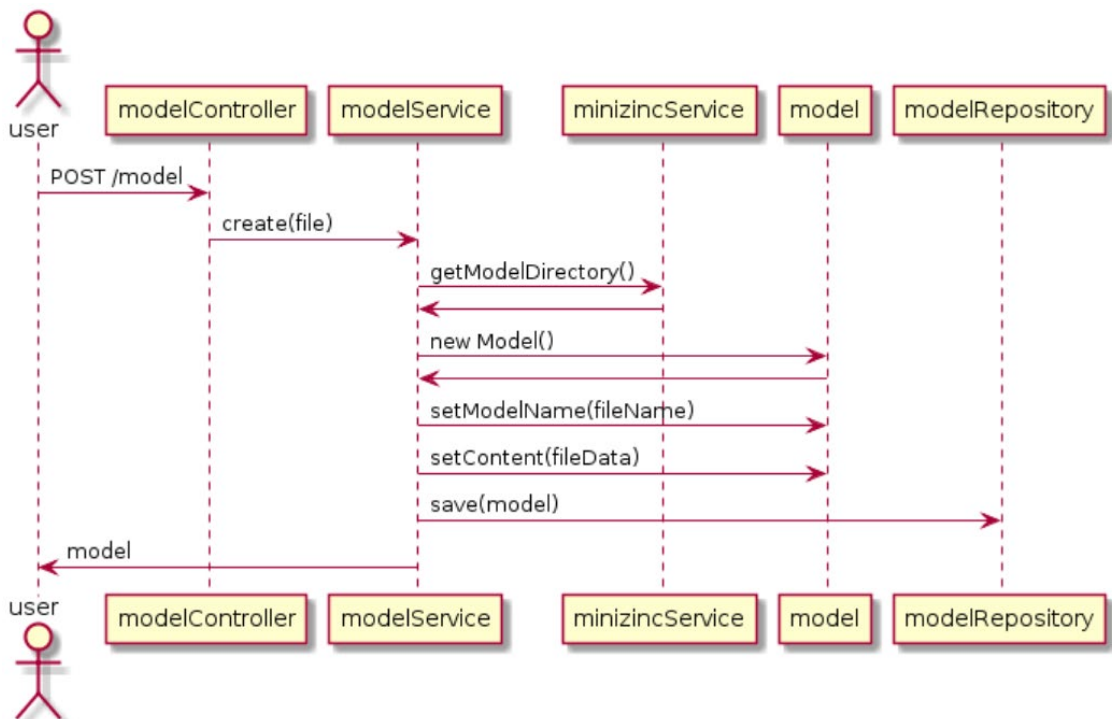 user
modelController
modelService
minizincService
model
modelRepository
POST /model
create(file)
getModelDirectory()
new Model()
setModelName(fileName)
setContent(fileData)
save(model)
model
user
modelController
modelService
minizincService
model
modelRepository